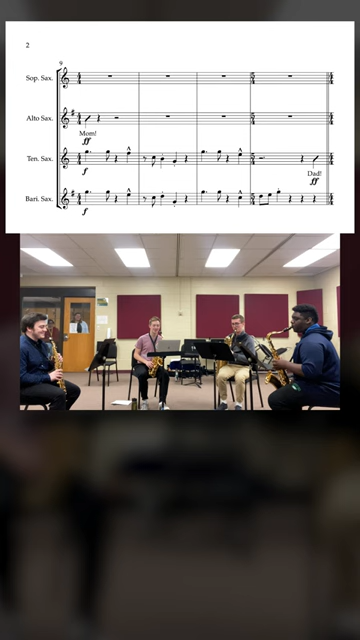 2
9
Sop. Sax.
Alto Sax.
Mom!
ff
Ten. Sax.
f
Dad!
ff
Bari. Sax.
f